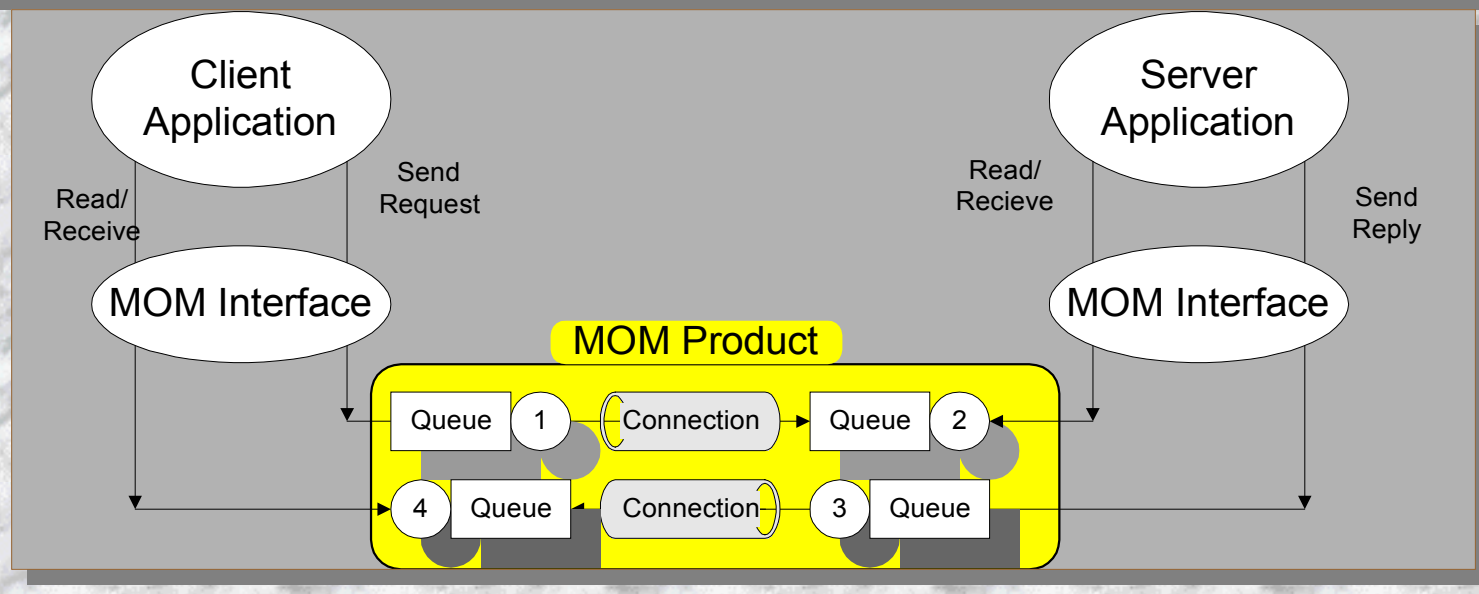 Client
Application
Server
Application
Read/
Receive
Send
Request
Read/
Recieve
Send
Reply
MOM Interface
MOM Interface
MOM Product
Queue
1
Connection
Queue
2
4
Queue
Connection
3
Queue